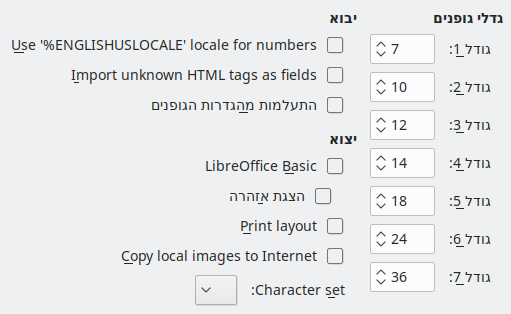 גדלי גופנים
גודל 1: 7
גודל 2: 10
גודל 3: 12
גודל 4: 14
גודל 5: 18
גודל 6: 24
גודל 7: 36
יבוא
Use '%ENGLISHUSLOCALE' locale for numbers
Import unknown HTML tags as fields
התעלמות מהגדרות הגופנים
יצוא
LibreOffice Basic
הצגת אזהרה
Print layout
Copy local images to Internet
Character set: